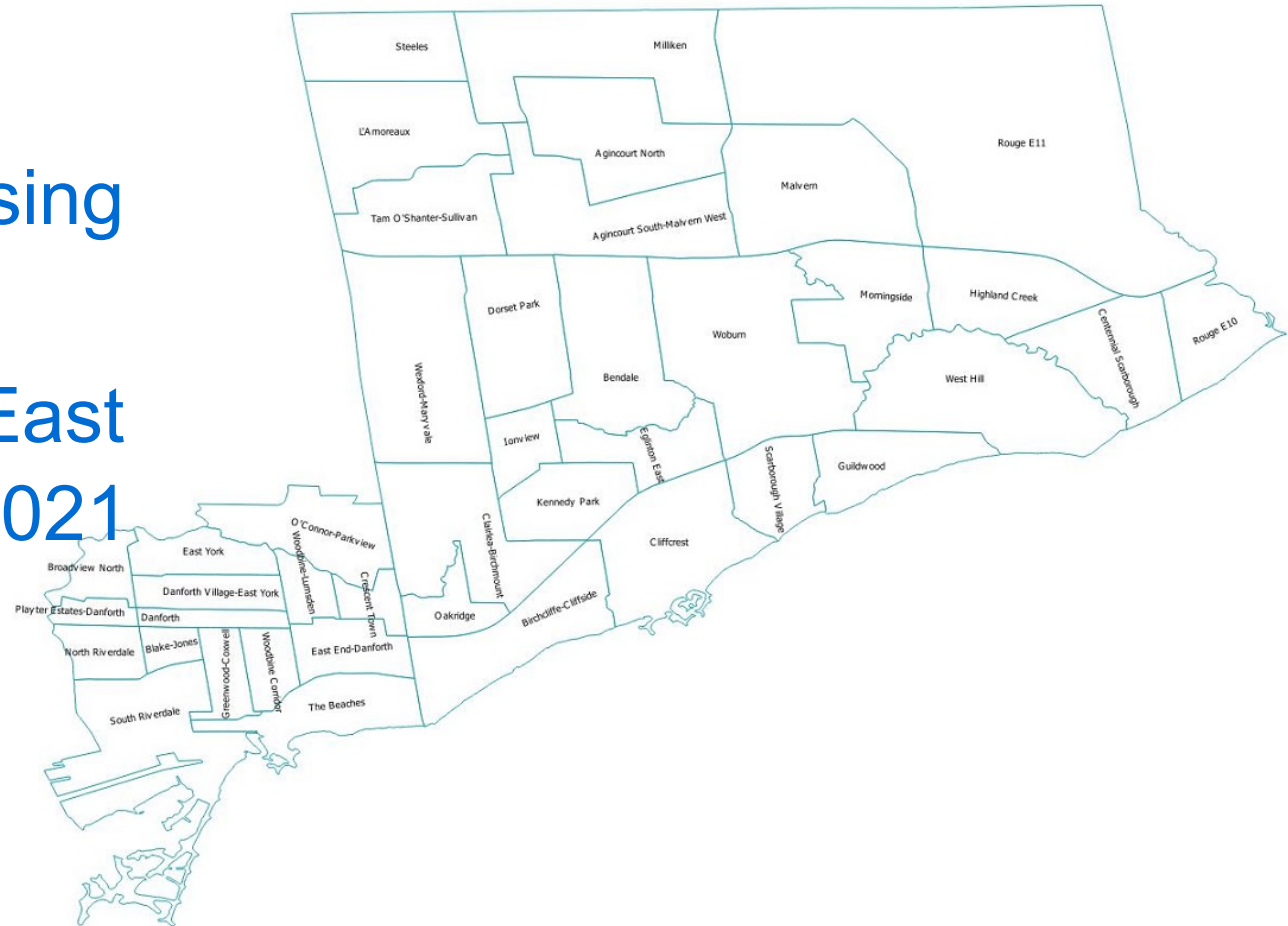 sing
East
021
Steeles
Milliken
L'Amoreaux
Agincourt North
Rouge E11
Malvern
Tam O'Shanter-Sullivan
Agincourt South-Malvern West
Dorset Park
Morningside
Highland Creek
Woburn
Centennial Scarborough
Rouge E10
Wexford-Maryvale
Bendale
West Hill
Ionview
Eglinton East
Scarborough Village
Guildwood
Kennedy Park
O'Connor-Parkview
Clairlea-Birchmount
Cliffcrest
East York
Woodbine-Lumsden
Broadview North
Danforth Village-East York
Crescent Town
Playter Estates-Danforth
Danforth
Oakridge
Birchcliffe-Cliffside
North Riverdale
Blake-Jones
Greenwood-Coxwell
Woodbine Corridor
East End-Danforth
South Riverdale
The Beaches